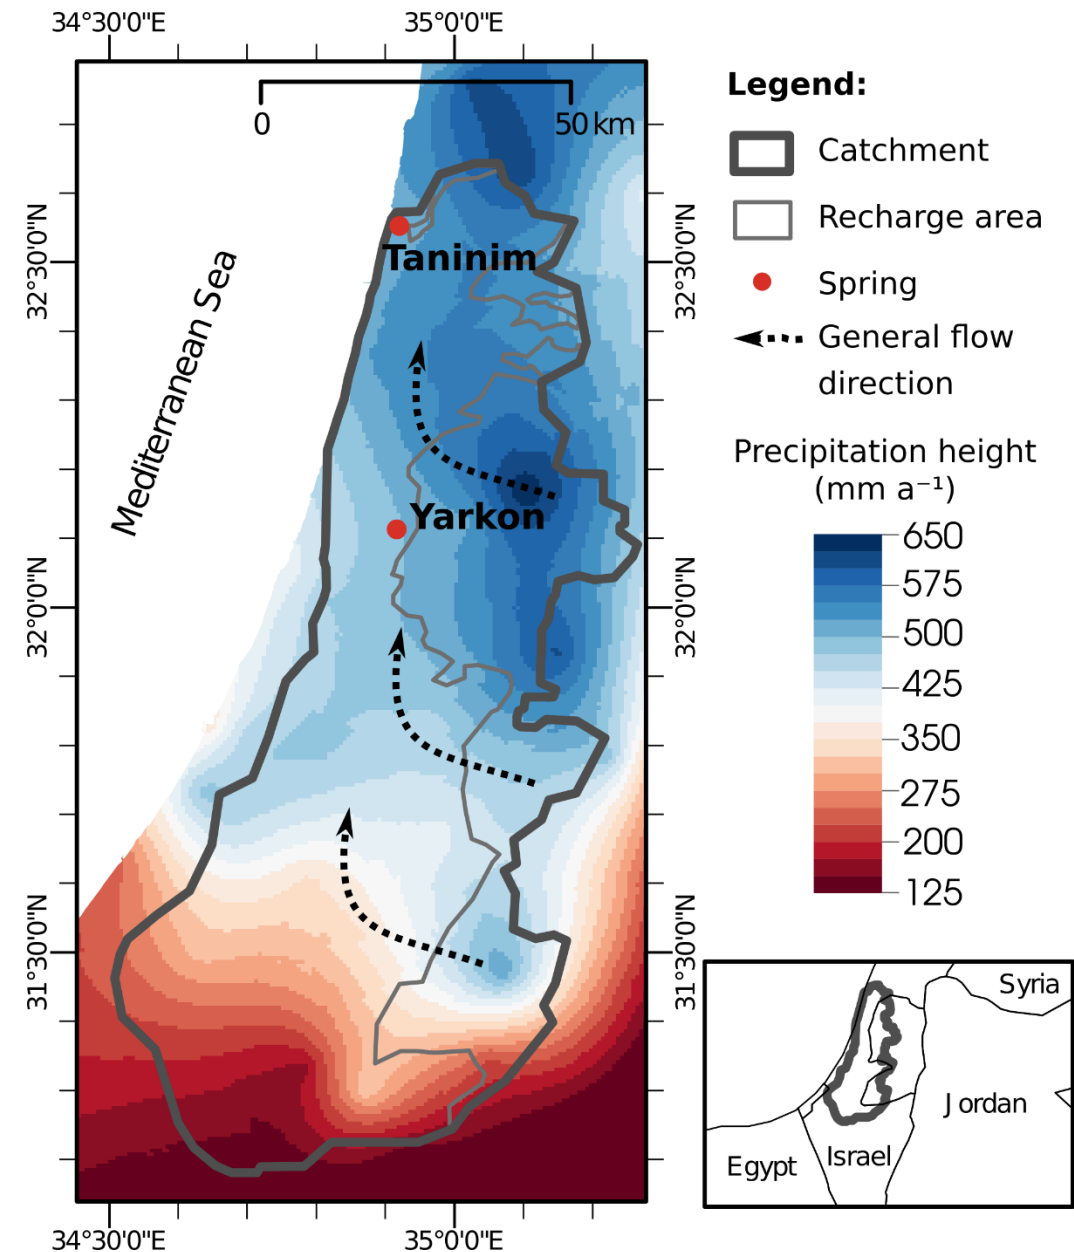 34°30'0"E
35°0'0"E
0
50 km
32°30'0"N
32°30'0"N
Taninim
Mediterranean Sea
Yarkon
32°0'0"N
32°0'0"N
31°30'0"N
31°30'0"N
34°30'0"E
35°0'0"E
Legend:
Catchment
Recharge area
Spring
General flow
direction
Precipitation height
(mm a⁻¹)
650
575
500
425
350
275
200
125
Syria
Jordan
Israel
Egypt